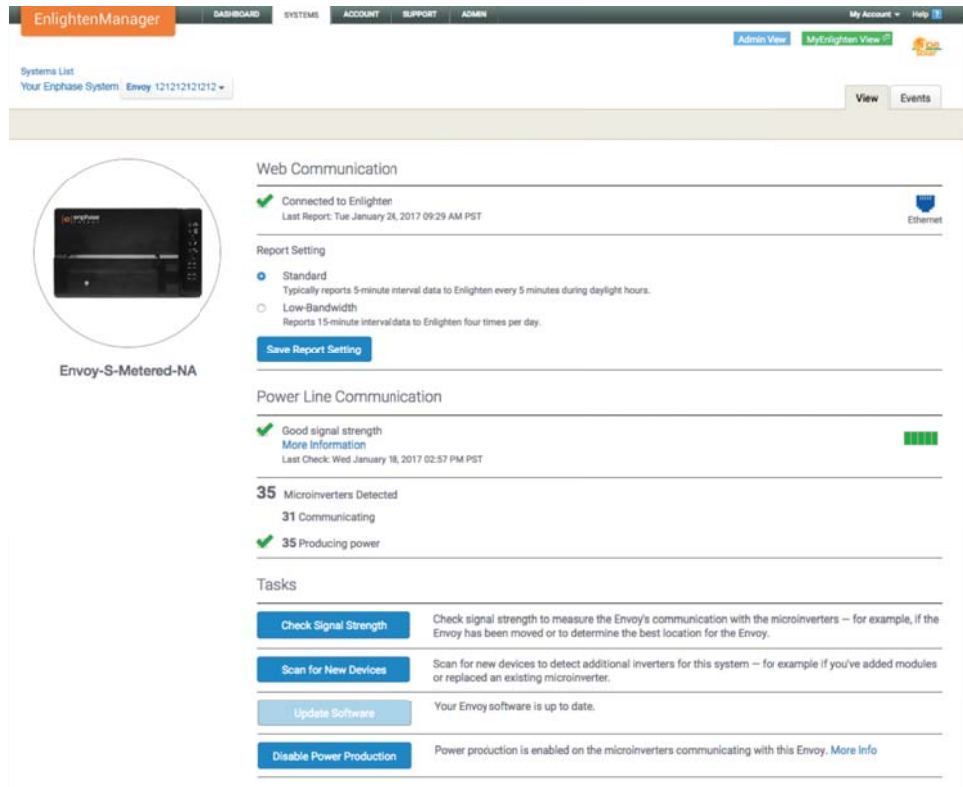 EnlightenManager
DASHBOARD SYSTEMS ACCOUNT SUPPORT ADMIN
My Account Help ?
Admin View MyEnlighten View
Systems List
Your Enphase System Envoy 121212121212
View Events
Web Communication
Connected to Enlighten
Last Report: Tue January 24, 2017 09:29 AM PST
Ethernet
Report Setting
Standard
Typically reports 5-minute interval data to Enlighten every 5 minutes during daylight hours.
Low-Bandwidth
Reports 15-minute interval data to Enlighten four times per day.
Save Report Setting
enphase
Envoy-S-Metered-NA
Power Line Communication
Good signal strength
More Information
Last Check: Wed January 18, 2017 02:57 PM PST
35 Microinverters Detected
31 Communicating
35 Producing power
Tasks
Check Signal Strength
Check signal strength to measure the Envoy's communication with the microinverters — for example, if the
Envoy has been moved or to determine the best location for the Envoy.
Scan for New Devices
Scan for new devices to detect additional inverters for this system — for example if you've added modules
or replaced an existing microinverter.
Update Software
Your Envoy software is up to date.
Disable Power Production
Power production is enabled on the microinverters communicating with this Envoy. More Info